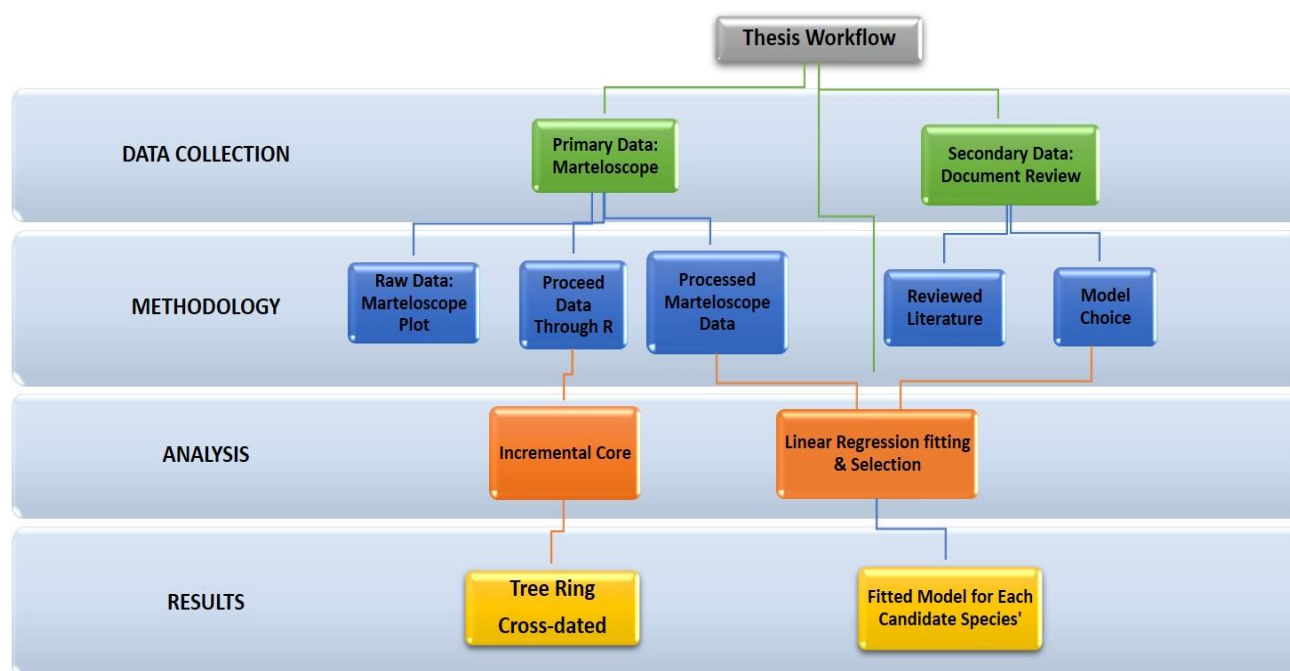 Thesis Workflow
DATA COLLECTION
Primary Data:
Marteloscope
Secondary Data:
Document Review
METHODOLOGY
Raw Data:
Marteloscope
Plot
Proceed
Data
Through R
Processed
Marteloscope
Data
Reviewed
Literature
Model
Choice
ANALYSIS
Incremental Core
Linear Regression fitting
& Selection
RESULTS
Tree Ring
Cross-dated
Fitted Model for Each
Candidate Species'